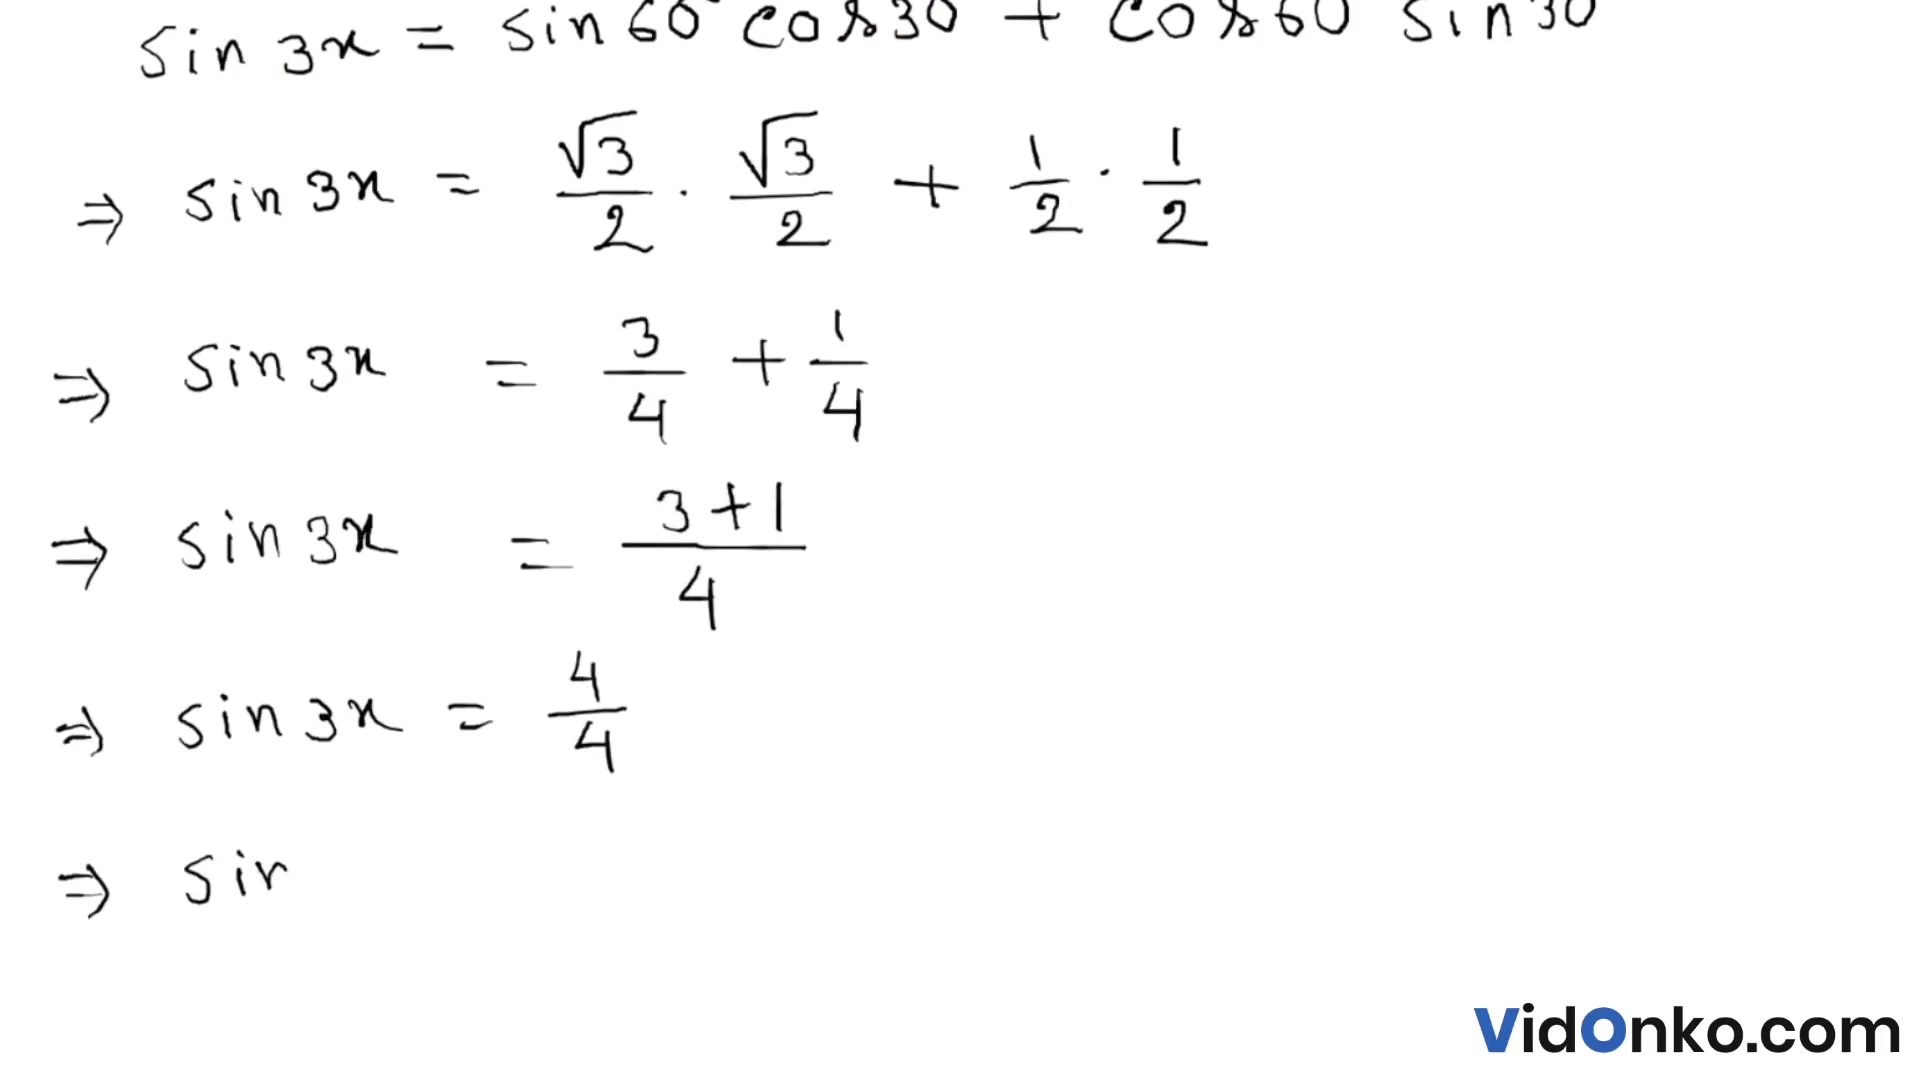 sin 3x = sin 60° cos 30 + cos 60 sin 30
⇒ sin 3x = √3/2 · √3/2 + 1/2 · 1/2
⇒ sin 3x = 3/4 + 1/4
⇒ sin 3x = 3+1/4
⇒ sin 3x = 4/4
⇒ sin
VidOnko.com